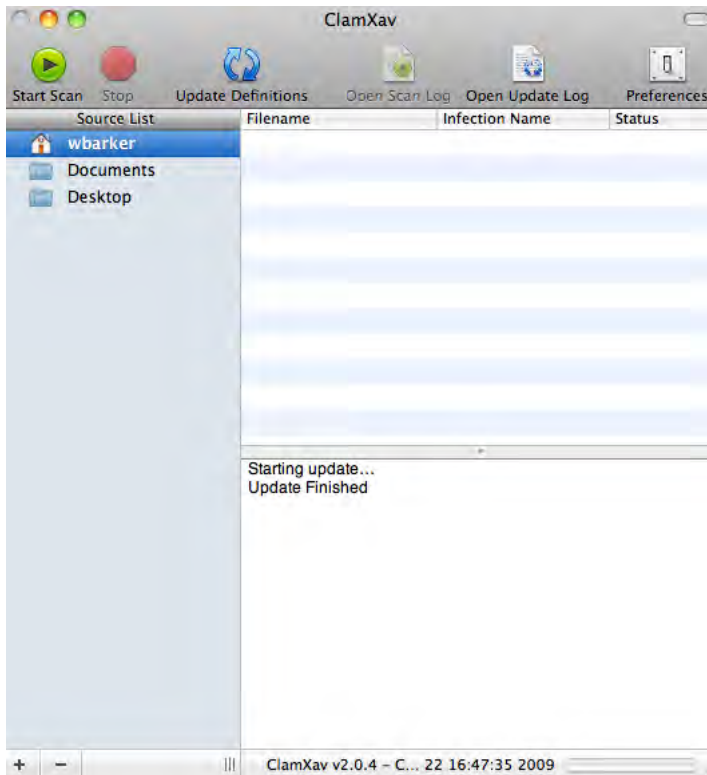 ClamXav
Start Scan Stop Update Definitions Open Scan Log Open Update Log Preferences
Source List Filename Infection Name Status
wbarker
Documents
Desktop
Starting update...
Update Finished
+ − ClamXav v2.0.4 – C... 22 16:47:35 2009